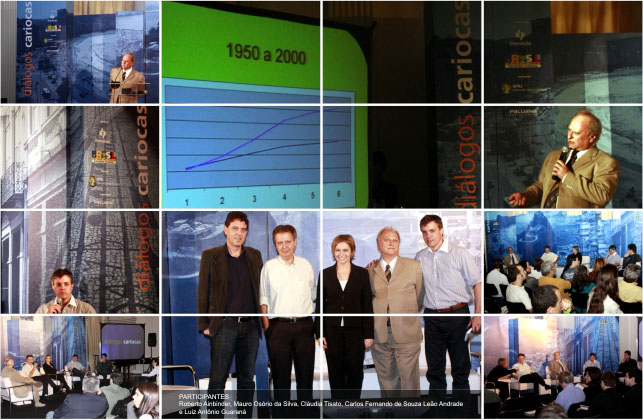 diálogos cariocas
1950 a 2000
diálogos cariocas
1 2 3 4 5 6
diálogos cariocas
diálogos cariocas
PARTICIPANTES
Roberto Ainbinder, Mauro Osório da Silva, Cláudia Tisato, Carlos Fernando de Souza Leão Andrade
e Luiz Antônio Guaraná